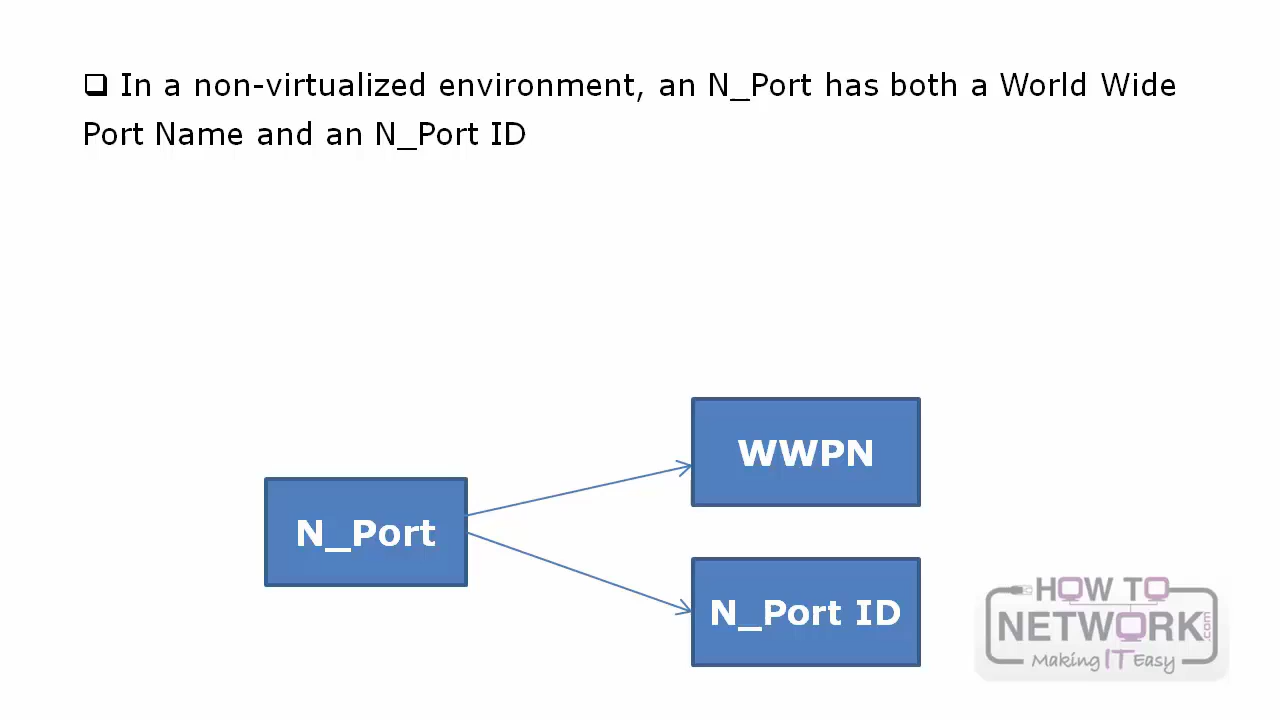 ❑ In a non-virtualized environment, an N_Port has both a World Wide
Port Name and an N_Port ID
WWPN
N_Port
N_Port ID
HOW TO
NETWORK.com
Making IT Easy